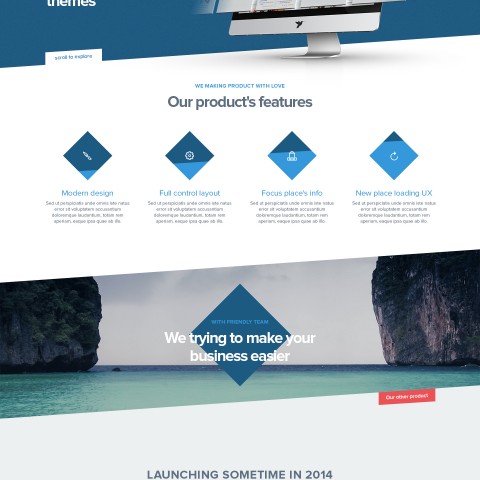 themes
scroll to explore
WE MAKING PRODUCT WITH LOVE
Our product's features
Modern design
Full control layout
Focus place's info
New place loading UX
Sed ut perspiciatis unde omnis iste natus
error sit voluptatem accusantium
doloremque laudantium, totam rem
aperiam, eaque ipsa quae ab illo.
Sed ut perspiciatis unde omnis iste natus
error sit voluptatem accusantium
doloremque laudantium, totam rem
aperiam, eaque ipsa quae ab illo.
Sed ut perspiciatis unde omnis iste natus
error sit voluptatem accusantium
doloremque laudantium, totam rem
aperiam, eaque ipsa quae ab illo.
Sed ut perspiciatis unde omnis iste natus
error sit voluptatem accusantium
doloremque laudantium, totam rem
aperiam, eaque ipsa quae ab illo.
WITH FRIENDLY TEAM
We trying to make your
business easier
Our other product
LAUNCHING SOMETIME IN 2014